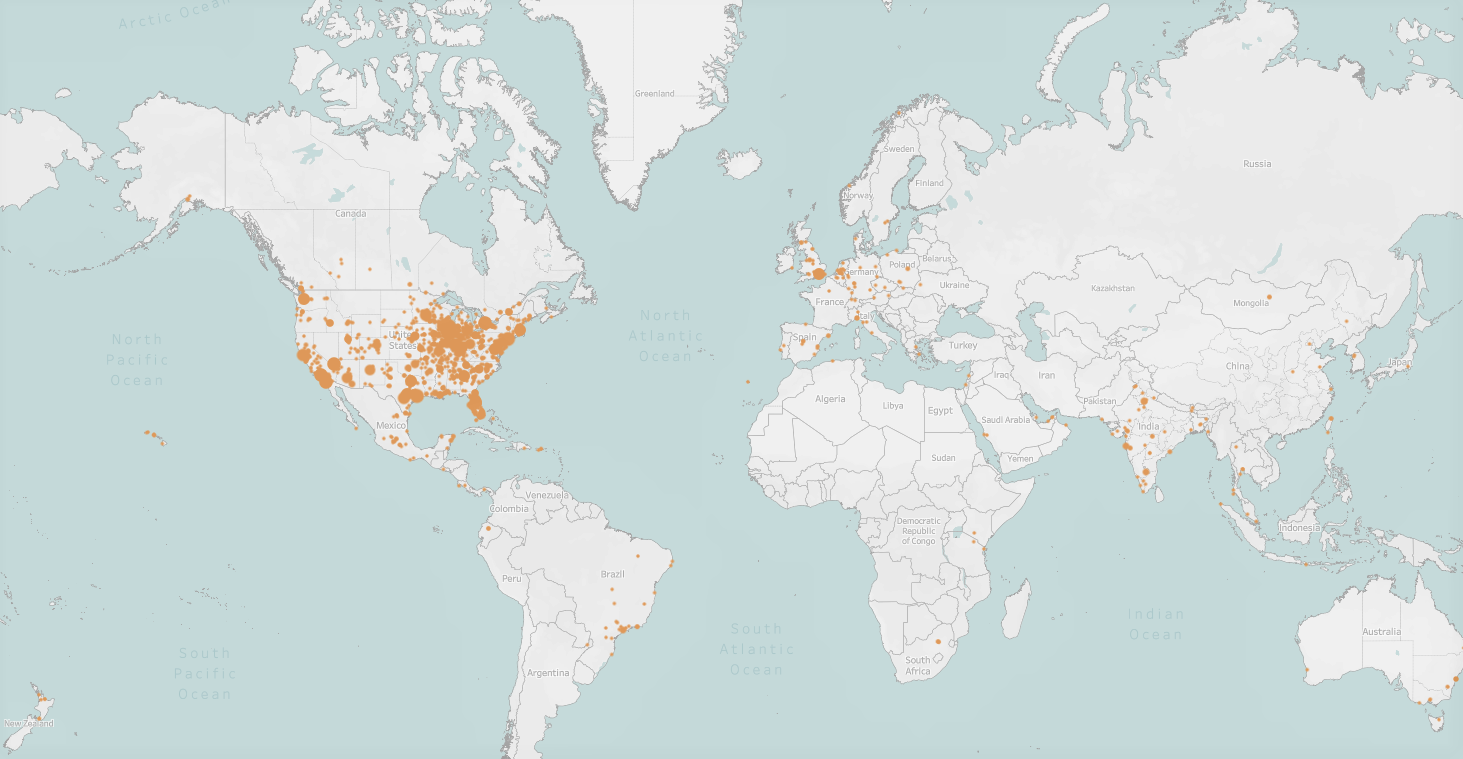 Arctic Ocean
Greenland
Sweden
Russia
Finland
Norway
Canada
Poland
Belarus
Germany
Ukraine
Kazakhstan
France
Mongolia
Italy
North
Atlantic
Ocean
North
Pacific
Ocean
United
States
Spain
Turkey
Japan
China
Iraq
Iran
Algeria
Libya
Egypt
Pakistan
Saudi Arabia
India
Mexico
Sudan
Yemen
Venezuela
Colombia
Democratic
Republic
of Congo
Indonesia
Brazil
Peru
Indian
Ocean
South
Atlantic
Ocean
Australia
South
Pacific
Ocean
South
Africa
Argentina
New Zealand